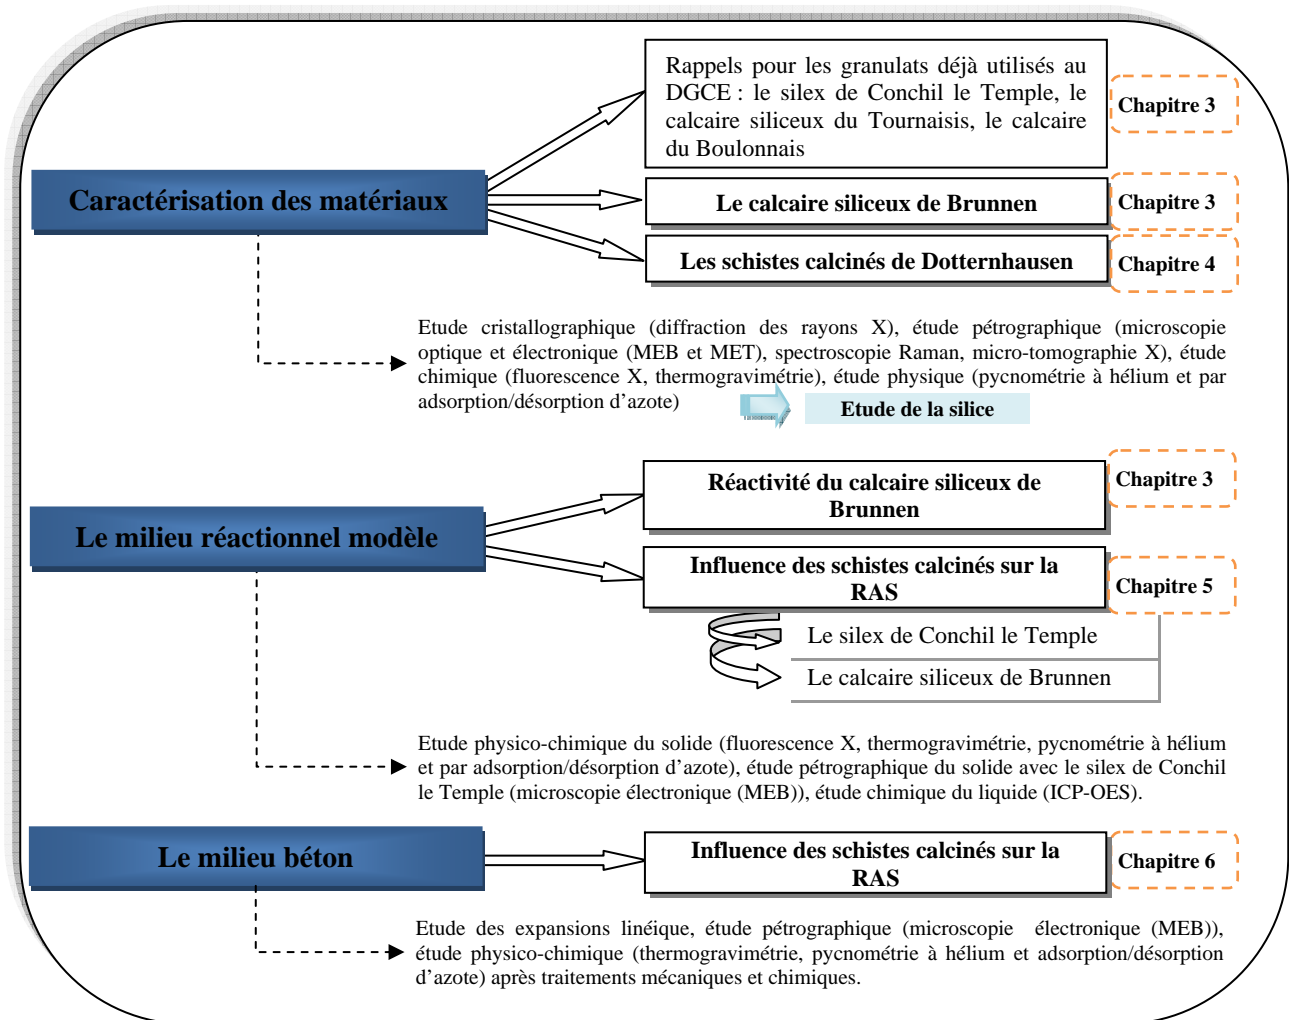 Rappels pour les granulats déjà utilisés au
DGCE : le silex de Conchil le Temple, le
calcaire siliceux du Tournaisis, le calcaire
du Boulonnais
Chapitre 3
Caractérisation des matériaux
Le calcaire siliceux de Brunnen
Chapitre 3
Les schistes calcinés de Dotternhausen
Chapitre 4
Etude cristallographique (diffraction des rayons X), étude pétrographique (microscopie
optique et électronique (MEB et MET), spectroscopie Raman, micro-tomographie X), étude
chimique (fluorescence X, thermogravimétrie), étude physique (pycnométrie à hélium et par
adsorption/désorption d’azote)
Etude de la silice
Réactivité du calcaire siliceux de
Brunnen
Chapitre 3
Le milieu réactionnel modèle
Influence des schistes calcinés sur la
RAS
Chapitre 5
Le silex de Conchil le Temple
Le calcaire siliceux de Brunnen
Etude physico-chimique du solide (fluorescence X, thermogravimétrie, pycnométrie à hélium
et par adsorption/désorption d’azote), étude pétrographique du solide avec le silex de Conchil
le Temple (microscopie électronique (MEB)), étude chimique du liquide (ICP-OES).
Le milieu béton
Influence des schistes calcinés sur la
RAS
Chapitre 6
Etude des expansions linéique, étude pétrographique (microscopie électronique (MEB)),
étude physico-chimique (thermogravimétrie, pycnométrie à hélium et adsorption/désorption
d’azote) après traitements mécaniques et chimiques.